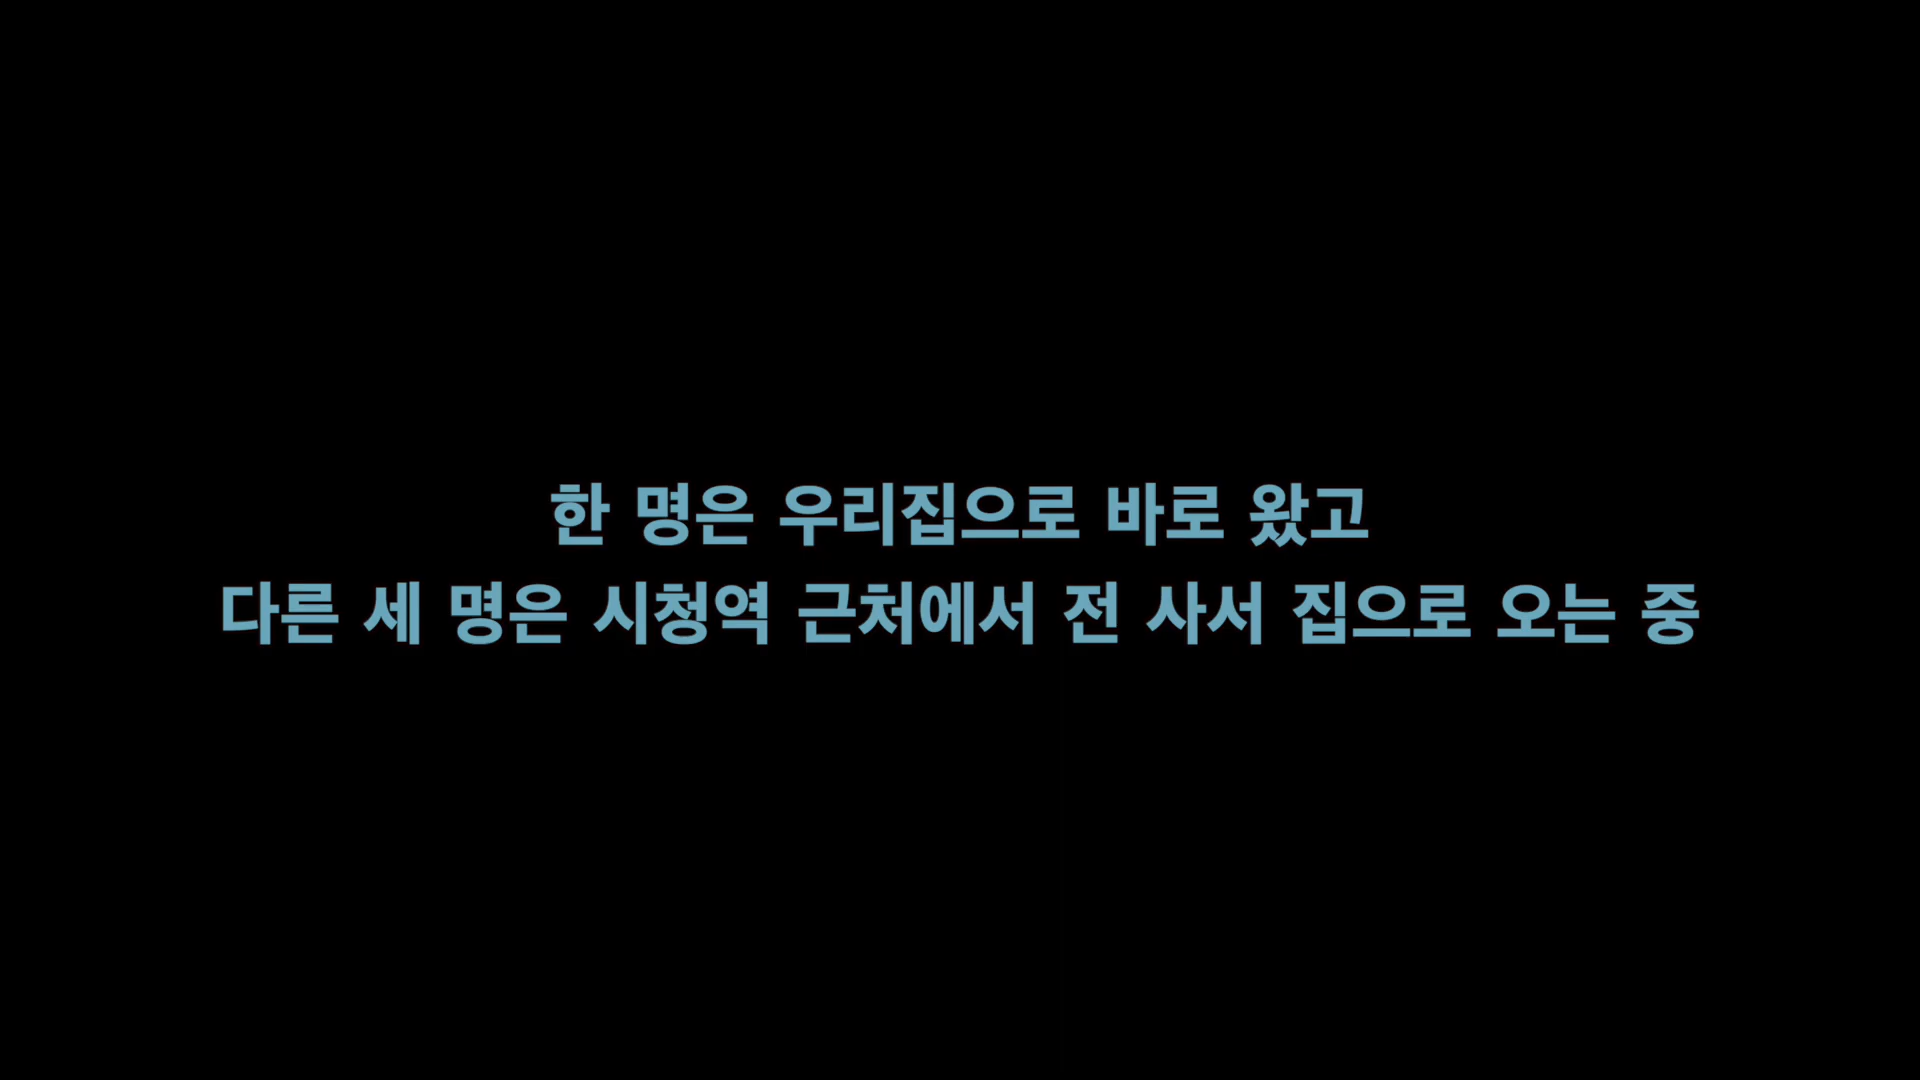 한 명은 우리집으로 바로 왔고
다른 세 명은 시청역 근처에서 전 사서 집으로 오는 중